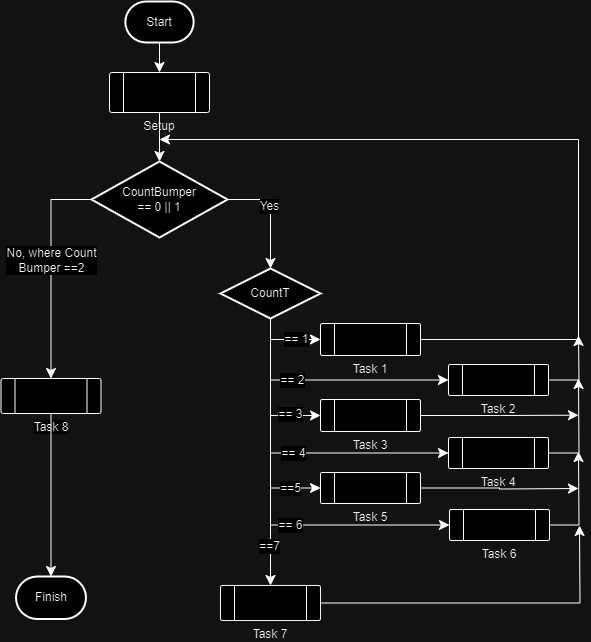 Start
Setup
CountBumper
== 0 || 1
Yes
No, where Count
Bumper ==2
CountT
== 1
Task 1
== 2
Task 2
== 3
Task 3
== 4
Task 4
==5
Task 5
== 6
Task 6
==7
Task 7
Task 8
Finish